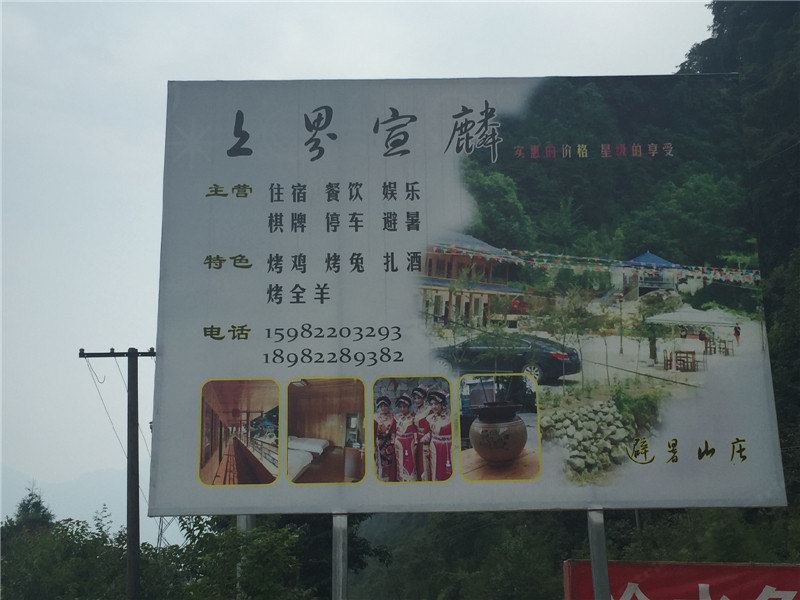 上界宣麟
实惠的价格 星级的享受
主营 住宿 餐饮 娱乐
棋牌 停车 避暑
特色 烤鸡 烤兔 扎酒
烤全羊
电话 15982203293
18982289382
避暑山庄